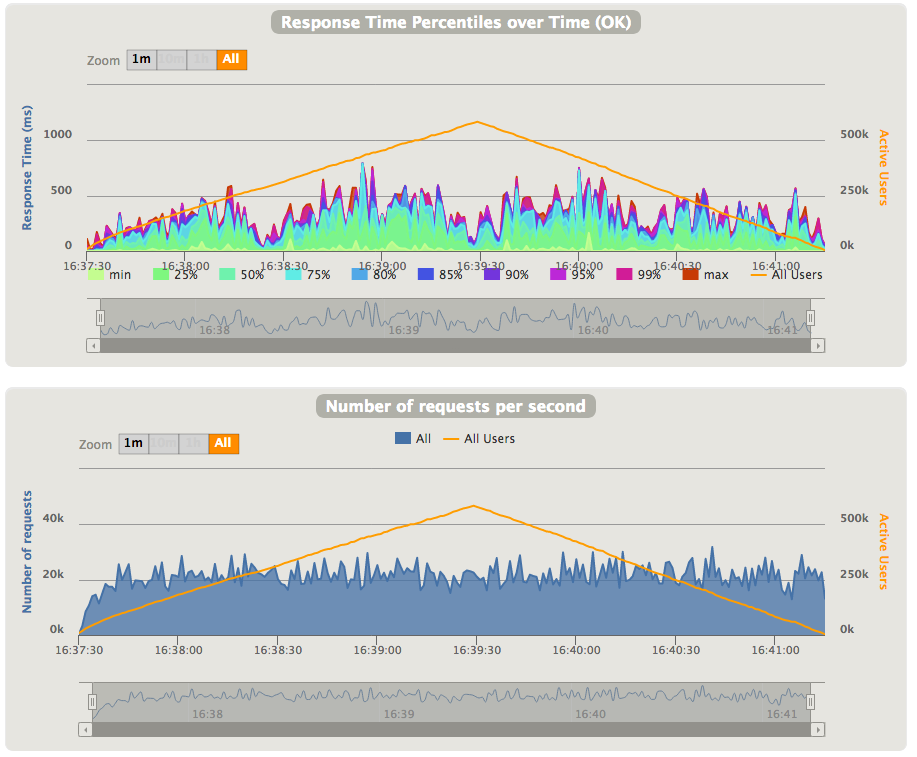 Response Time Percentiles over Time (OK)
Zoom 1m 10m 1h All
Response Time (ms)
1000
500
0
500k
250k
0k
Active Users
16:37:30 16:38:00 16:38:30 16:39:00 16:39:30 16:40:00 16:40:30 16:41:00
min 25% 50% 75% 80% 85% 90% 95% 99% max All Users
16:38 16:39 16:40 16:41
Number of requests per second
Zoom 1m 10m 1h All
All All Users
Number of requests
40k
20k
0k
500k
250k
0k
Active Users
16:37:30 16:38:00 16:38:30 16:39:00 16:39:30 16:40:00 16:40:30 16:41:00
16:38 16:39 16:40 16:41